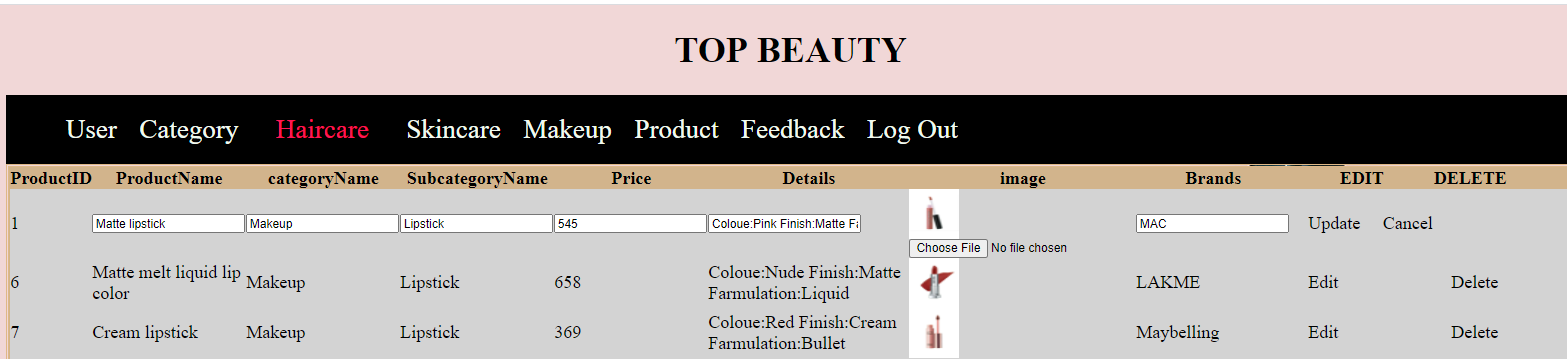 TOP BEAUTY
User Category Haircare Skincare Makeup Product Feedback Log Out
ProductID ProductName categoryName SubcategoryName Price Details image Brands EDIT DELETE
1 Matte lipstick Makeup Lipstick 545 Coloue:Pink Finish:Matte Fa MAC Update Cancel
Choose File No file chosen
6 Matte melt liquid lip color Makeup Lipstick 658 Coloue:Nude Finish:Matte Farmulation:Liquid LAKME Edit Delete
7 Cream lipstick Makeup Lipstick 369 Coloue:Red Finish:Cream Farmulation:Bullet Maybelling Edit Delete